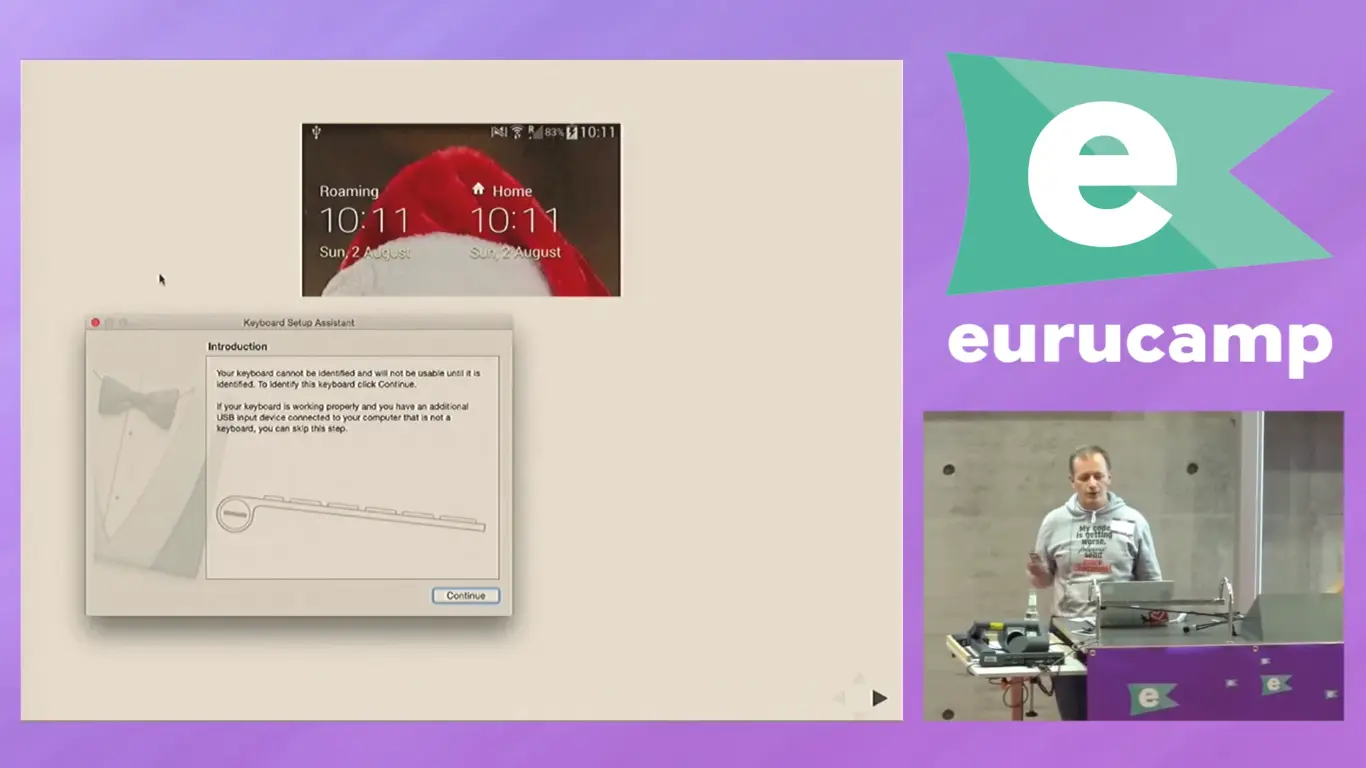 83% 10:11
Roaming
Home
10:11
10:11
Sun, 2 August
Sun, 2 August
Keyboard Setup Assistant
Introduction
Your keyboard cannot be identified and will not be usable until it is
identified. To identify this keyboard click Continue.
If your keyboard is working properly and you have an additional
USB input device connected to your computer that is not a
keyboard, you can skip this step.
Continue
e
eurucamp
My code
is getting
worse,
please
send
e
e